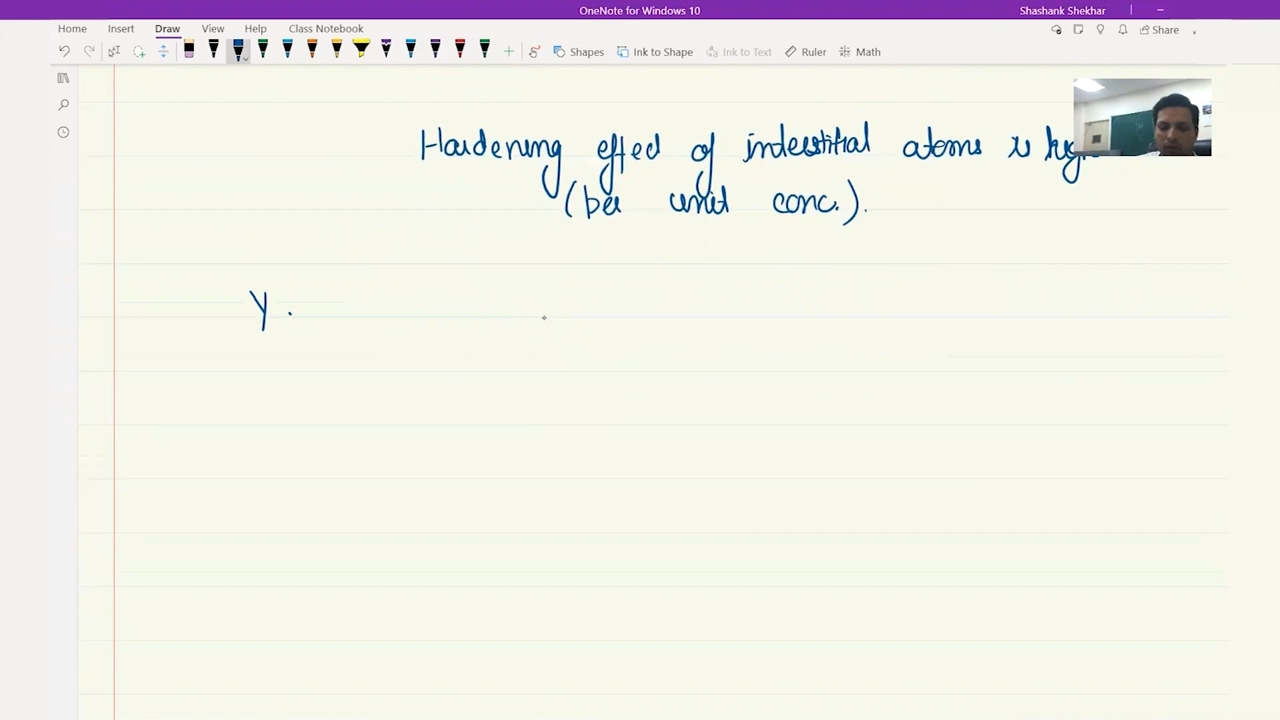 OneNote for Windows 10
Shashank Shekhar
Home Insert Draw View Help Class Notebook
Share
Shapes Ink to Shape Ink to Text Ruler Math
Hardening effect of interstitial atoms is
(per unit conc.).
Y .